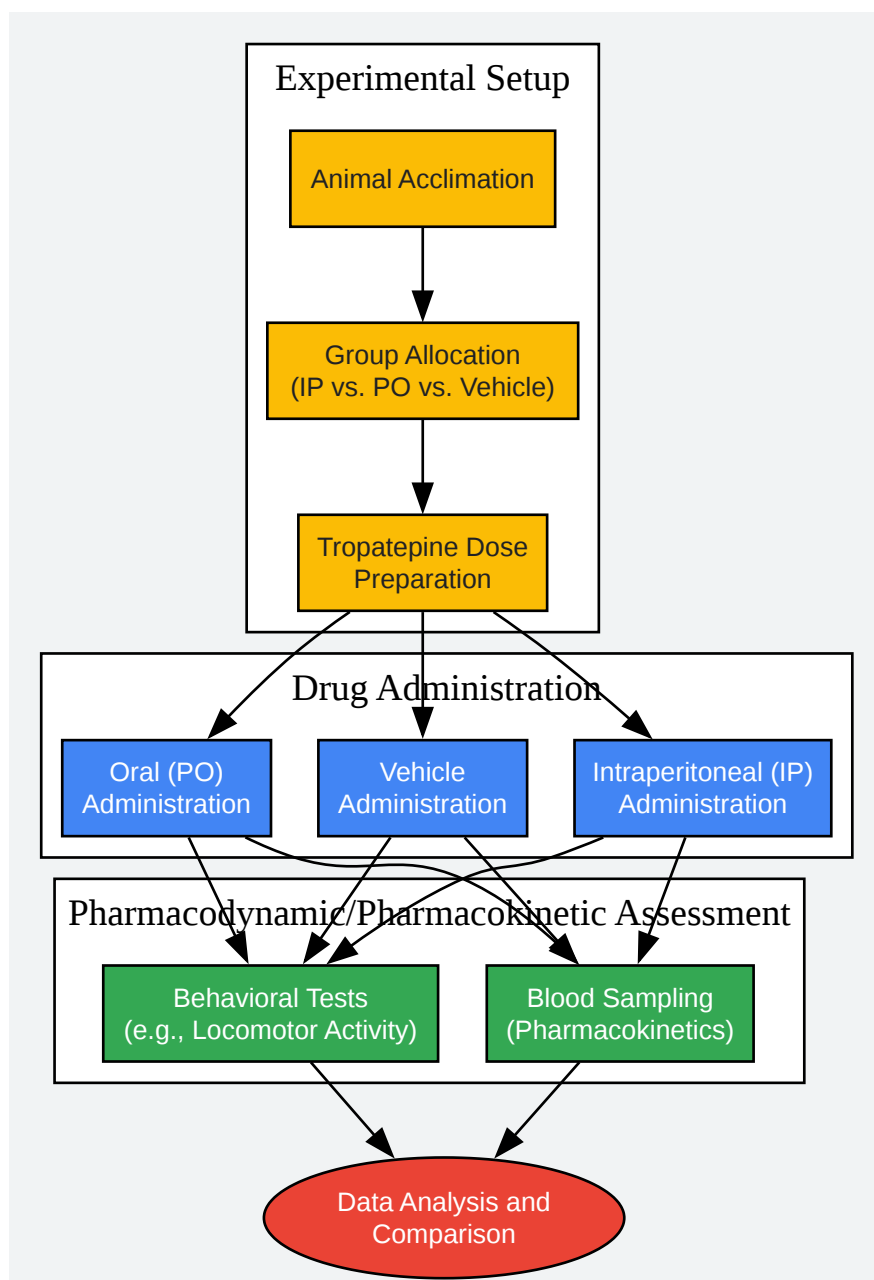 Experimental Setup
Animal Acclimation
Group Allocation
(IP vs. PO vs. Vehicle)
Tropatepine Dose
Preparation
Drug Administration
Oral (PO)
Administration
Vehicle
Administration
Intraperitoneal (IP)
Administration
Pharmacodynamic/Pharmacokinetic Assessment
Behavioral Tests
(e.g., Locomotor Activity)
Blood Sampling
(Pharmacokinetics)
Data Analysis and
Comparison